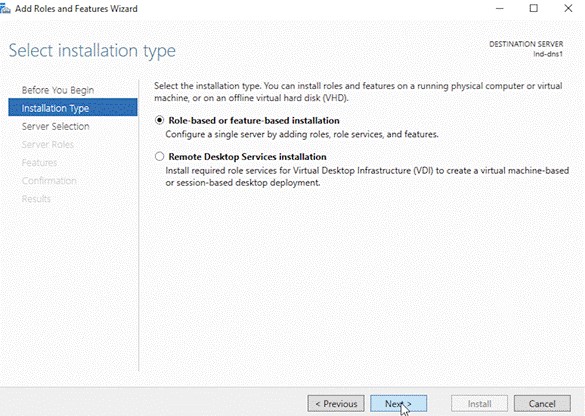 Add Roles and Features Wizard
Select installation type
DESTINATION SERVER
lnd-dns1
Before You Begin
Installation Type
Server Selection
Server Roles
Features
Confirmation
Results
Select the installation type. You can install roles and features on a running physical computer or virtual
machine, or on an offline virtual hard disk (VHD).
Role-based or feature-based installation
Configure a single server by adding roles, role services, and features.
Remote Desktop Services installation
Install required role services for Virtual Desktop Infrastructure (VDI) to create a virtual machine-based
or session-based desktop deployment.
< Previous
Next >
Install
Cancel